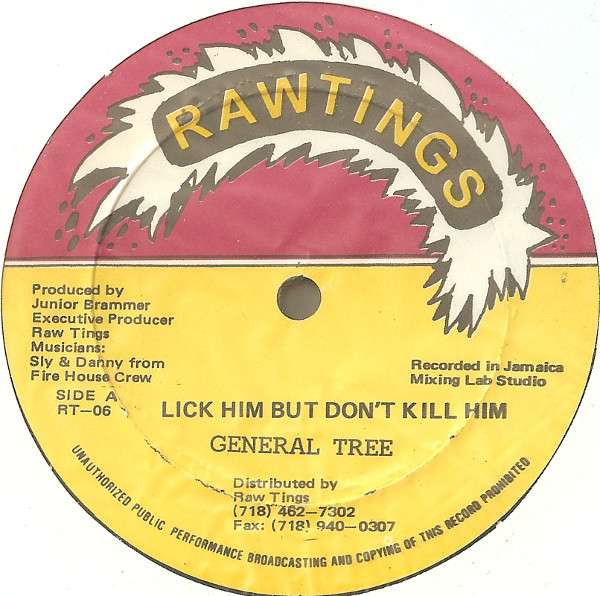 RAWTINGS
Produced by
Junior Brammer
Executive Producer
Raw Tings
Musicians:
Sly & Danny from
Fire House Crew
SIDE A
RT-06
Recorded in Jamaica
Mixing Lab Studio
LICK HIM BUT DON'T KILL HIM
GENERAL TREE
Distributed by
Raw Tings
(718) 462-7302
Fax: (718) 940-0307
UNAUTHORIZED PUBLIC PERFORMANCE BROADCASTING AND COPYING OF THIS RECORD PROHIBITED